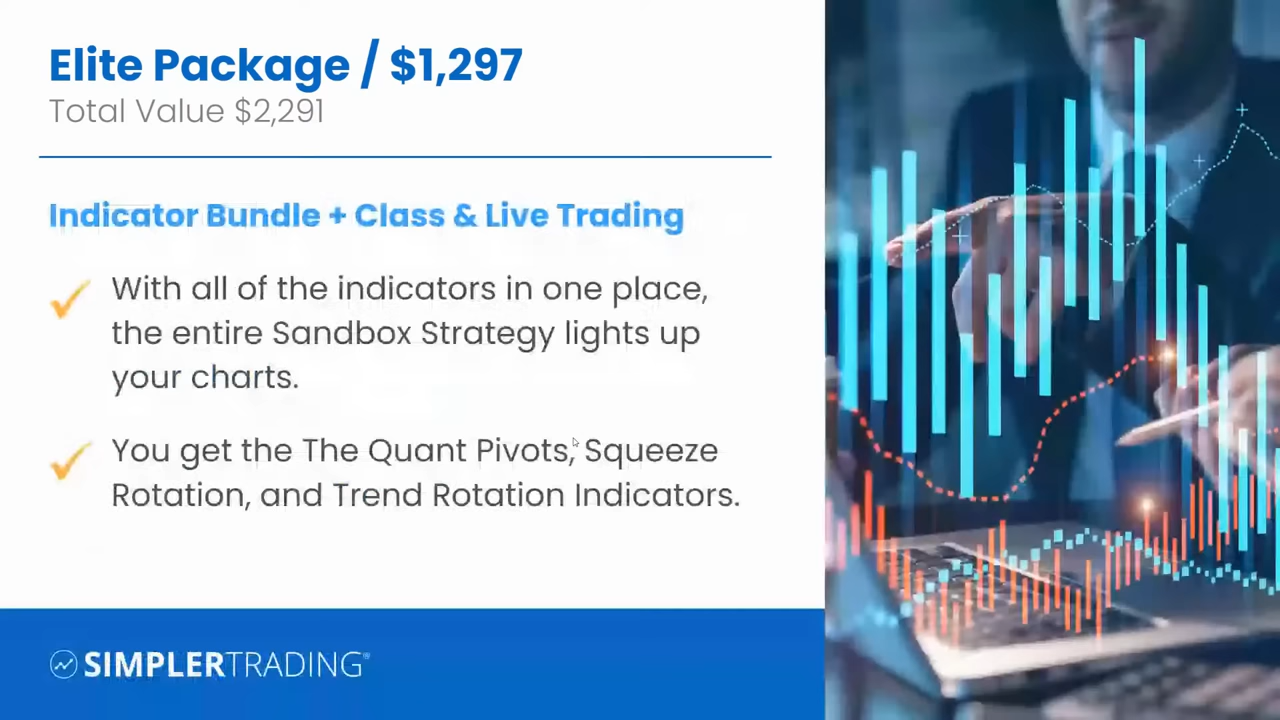 Elite Package / $1,297
Total Value $2,291
Indicator Bundle + Class & Live Trading
With all of the indicators in one place,
the entire Sandbox Strategy lights up
your charts.
You get the The Quant Pivots, Squeeze
Rotation, and Trend Rotation Indicators.
SIMPLERTRADING®